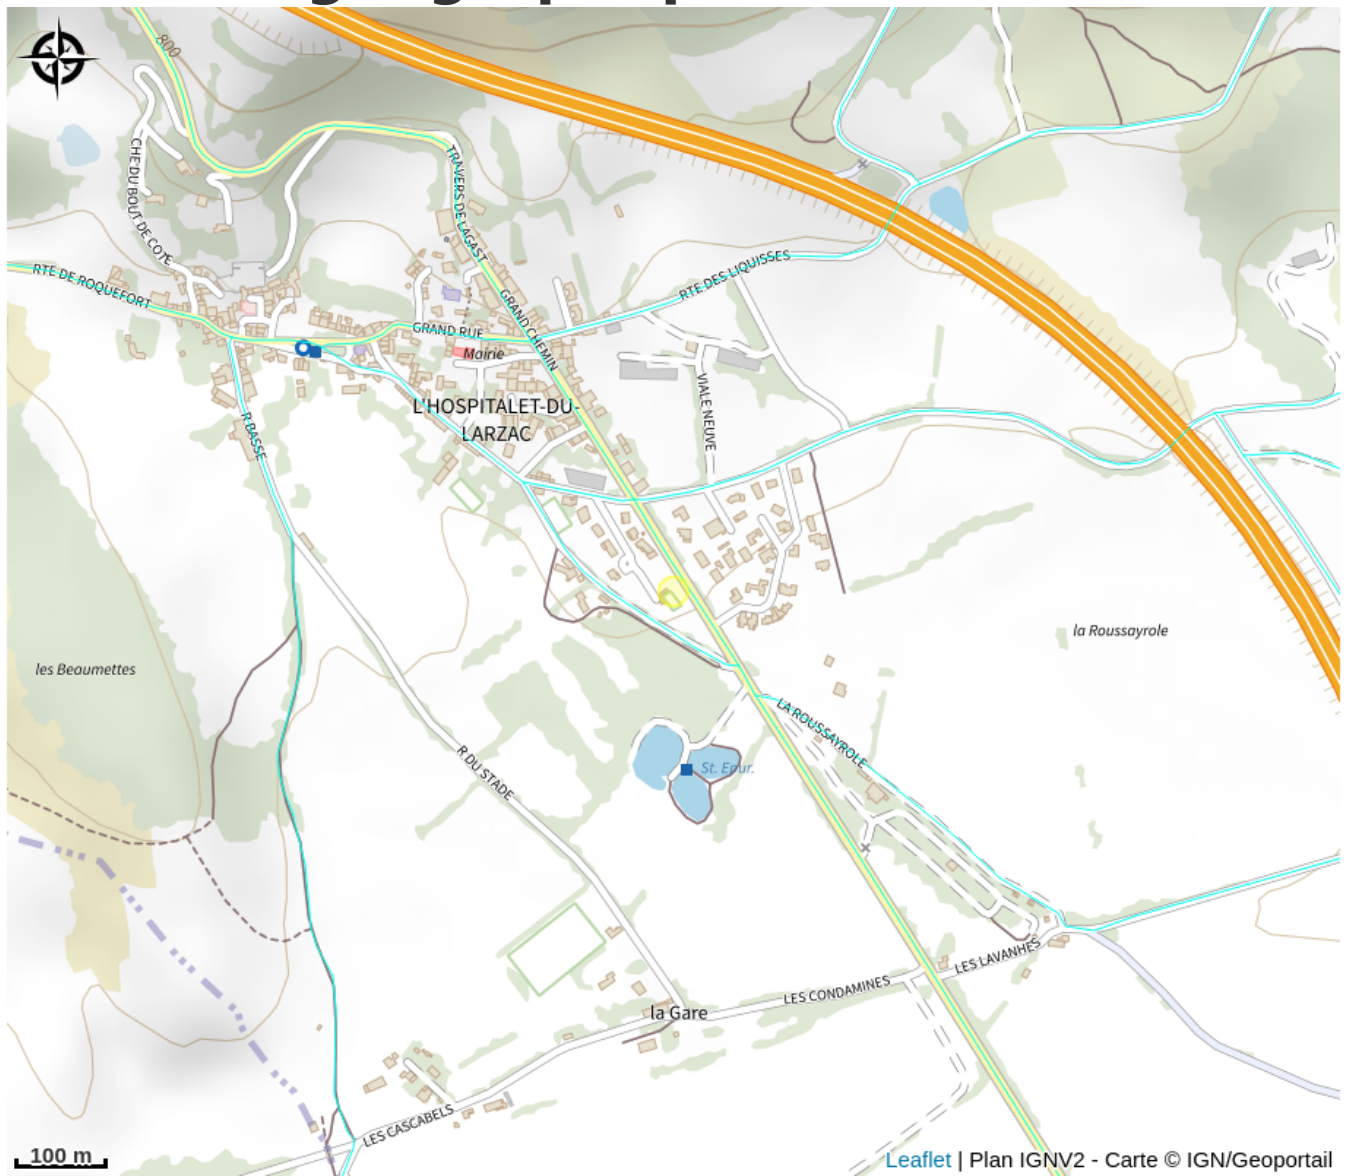 800
CHE DU BOUT DE COTE
TRAVERS DE LAGAST
RTE DE ROQUEFORT
RTE DES LIQUISSES
GRAND CHEMIN
GRAND RUE
Mairie
VIALE NEUVE
L'HOSPITALET-DU-
LARZAC
R BASSE
la Roussayrole
les Beaumettes
LA ROUSSAYROLE
R DU STADE
St. Epur.
LES LAVANHES
LES CONDAMINES
la Gare
LES CASCABELS
100 m
Leaflet | Plan IGNV2 - Carte © IGN/Geoportail